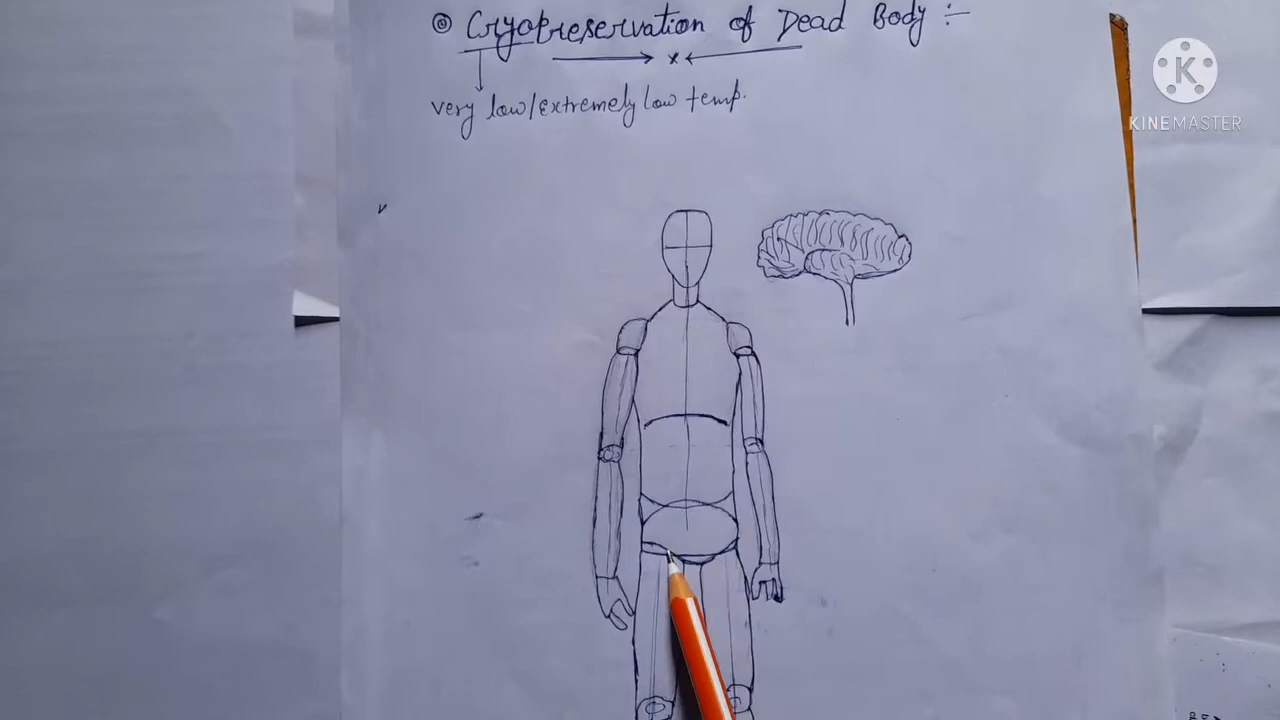 ◎ Cryopreservation of Dead Body :-
very low/extremely low temp.
K
KINEMASTER